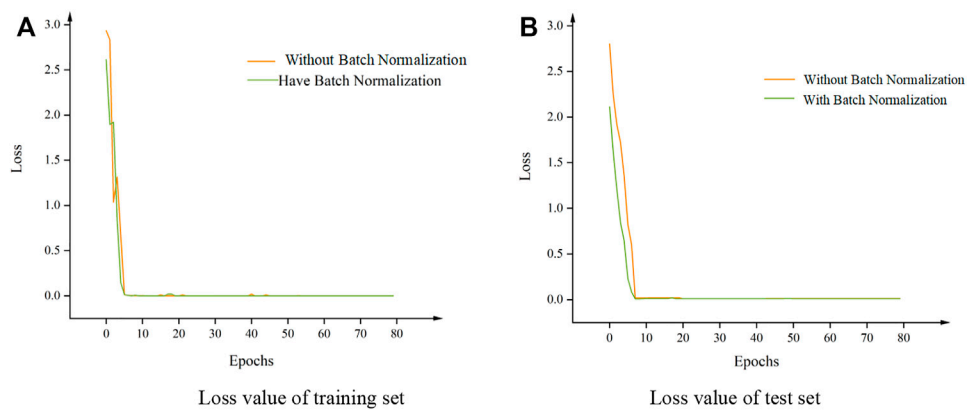 A
3.0
2.5
2.0
1.5
1.0
0.5
0.0
Loss
Without Batch Normalization
Have Batch Normalization
0 10 20 30 40 50 60 70 80
Epochs
Loss value of training set
B
3.0
2.5
2.0
1.5
1.0
0.5
0.0
Loss
Without Batch Normalization
With Batch Normalization
0 10 20 30 40 50 60 70 80
Epochs
Loss value of test set